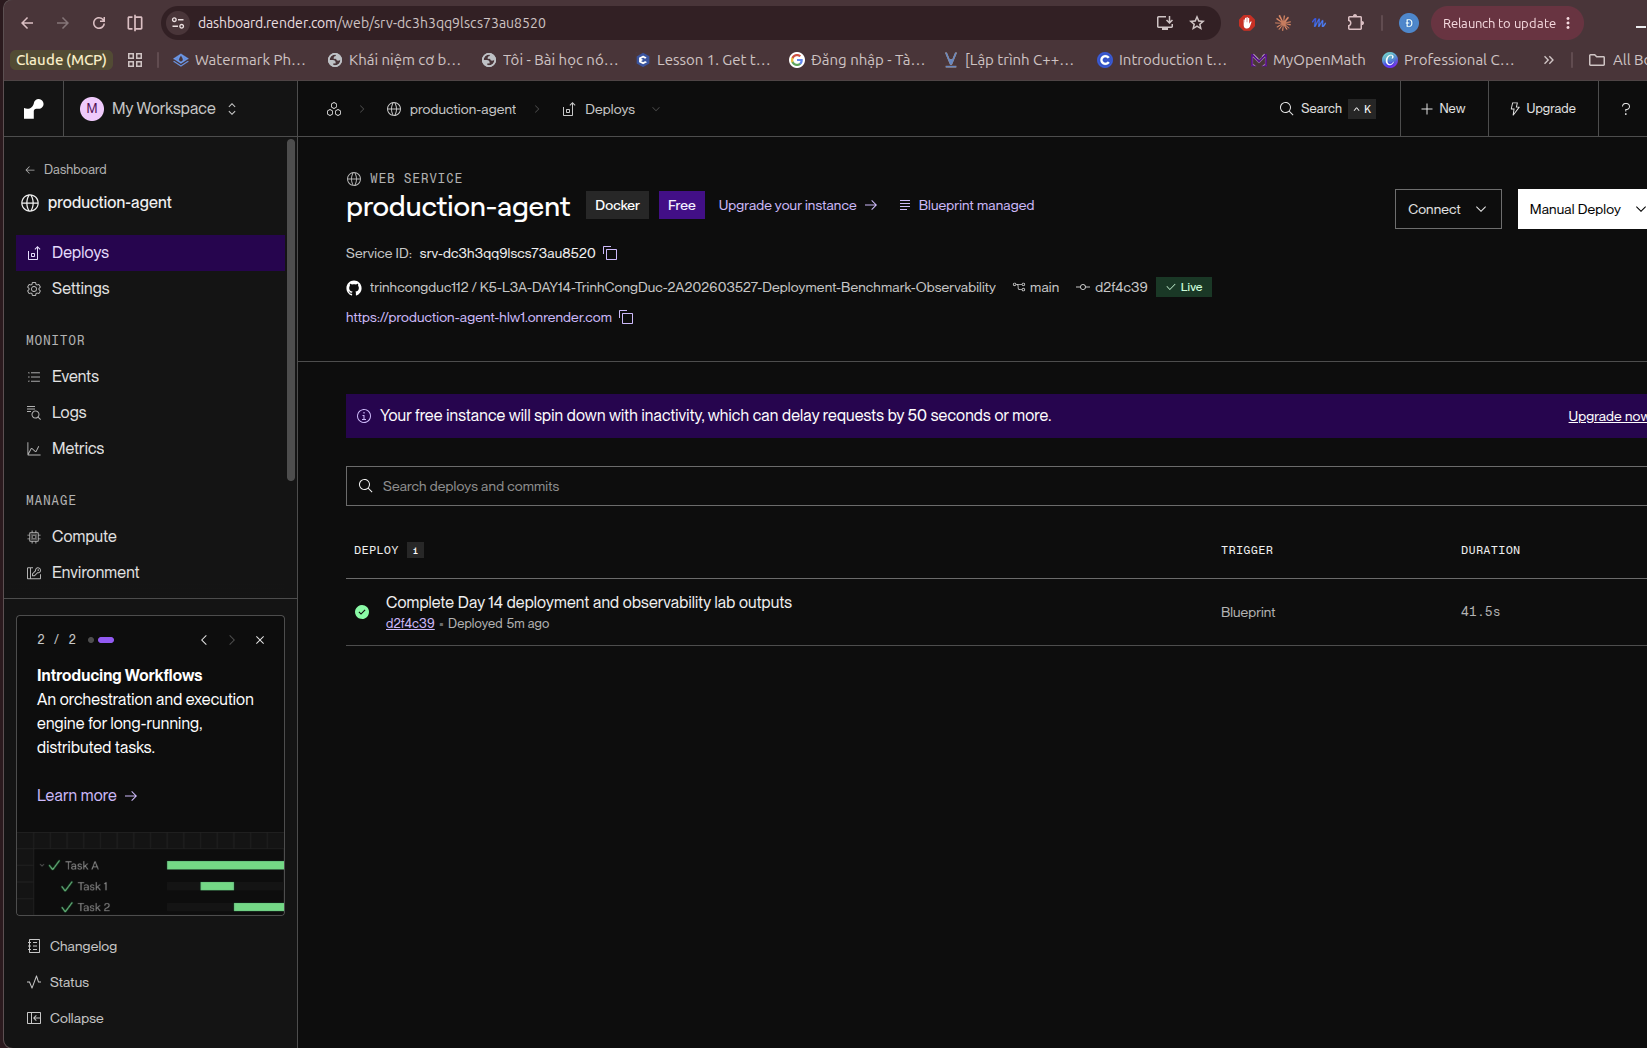 dashboard.render.com/web/srv-dc3h3qq9lscs73au8520
Relaunch to update
Claude (MCP)
Watermark Ph...
Khái niệm cơ b...
Tôi - Bài học nó...
Lesson 1. Get t...
Đăng nhập - Tà...
[Lập trình C++...
Introduction t...
MyOpenMath
Professional C...
»
All Bo
M My Workspace
production-agent
Deploys
Search ^ K
+ New
Upgrade
?
← Dashboard
production-agent
Deploys
Settings
MONITOR
Events
Logs
Metrics
MANAGE
Compute
Environment
2 / 2
Introducing Workflows
An orchestration and execution
engine for long-running,
distributed tasks.
Learn more →
Task A
Task 1
Task 2
Changelog
Status
Collapse
WEB SERVICE
production-agent Docker Free Upgrade your instance → Blueprint managed
Connect
Manual Deploy
Service ID: srv-dc3h3qq9lscs73au8520
trinhcongduc112 / K5-L3A-DAY14-TrinhCongDuc-2A202603527-Deployment-Benchmark-Observability main d2f4c39 Live
https://production-agent-hlw1.onrender.com
Your free instance will spin down with inactivity, which can delay requests by 50 seconds or more.
Upgrade now
Search deploys and commits
DEPLOY 1 TRIGGER DURATION
Complete Day 14 deployment and observability lab outputs
d2f4c39 • Deployed 5m ago
Blueprint
41.5s